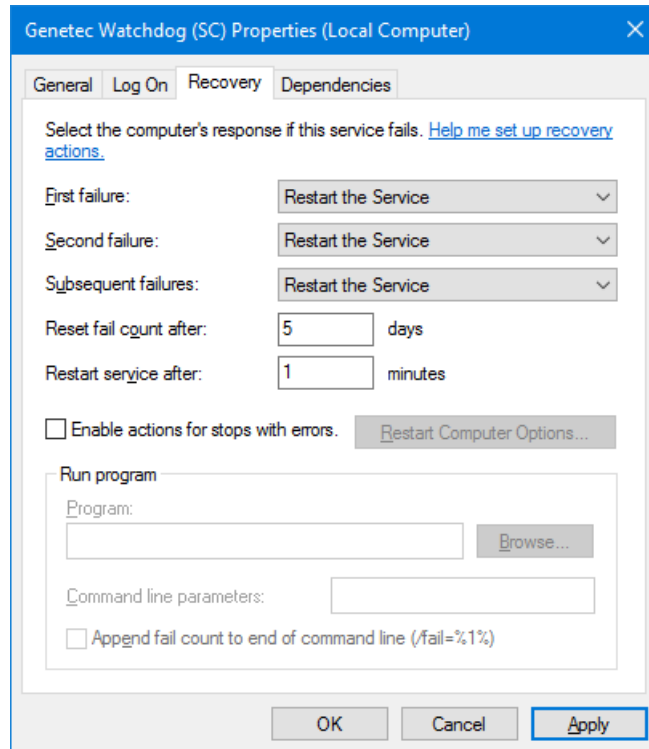 Genetec Watchdog (SC) Properties (Local Computer)
General Log On Recovery Dependencies
Select the computer's response if this service fails. Help me set up recovery
actions.
First failure: Restart the Service
Second failure: Restart the Service
Subsequent failures: Restart the Service
Reset fail count after: 5 days
Restart service after: 1 minutes
Enable actions for stops with errors. Restart Computer Options...
Run program
Program:
Browse...
Command line parameters:
Append fail count to end of command line (/fail=%1%)
OK Cancel Apply